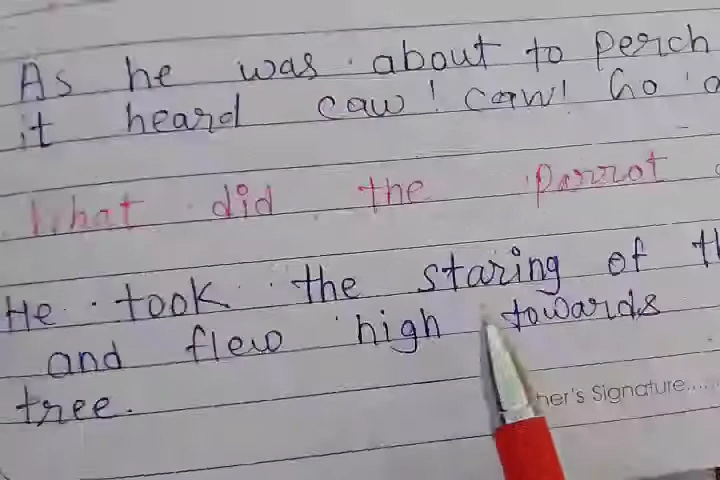 As he was about to perch
it heard caw! caw! Go
What did the parrot
He took the staring of th
and flew high towards
tree.
her's Signature......